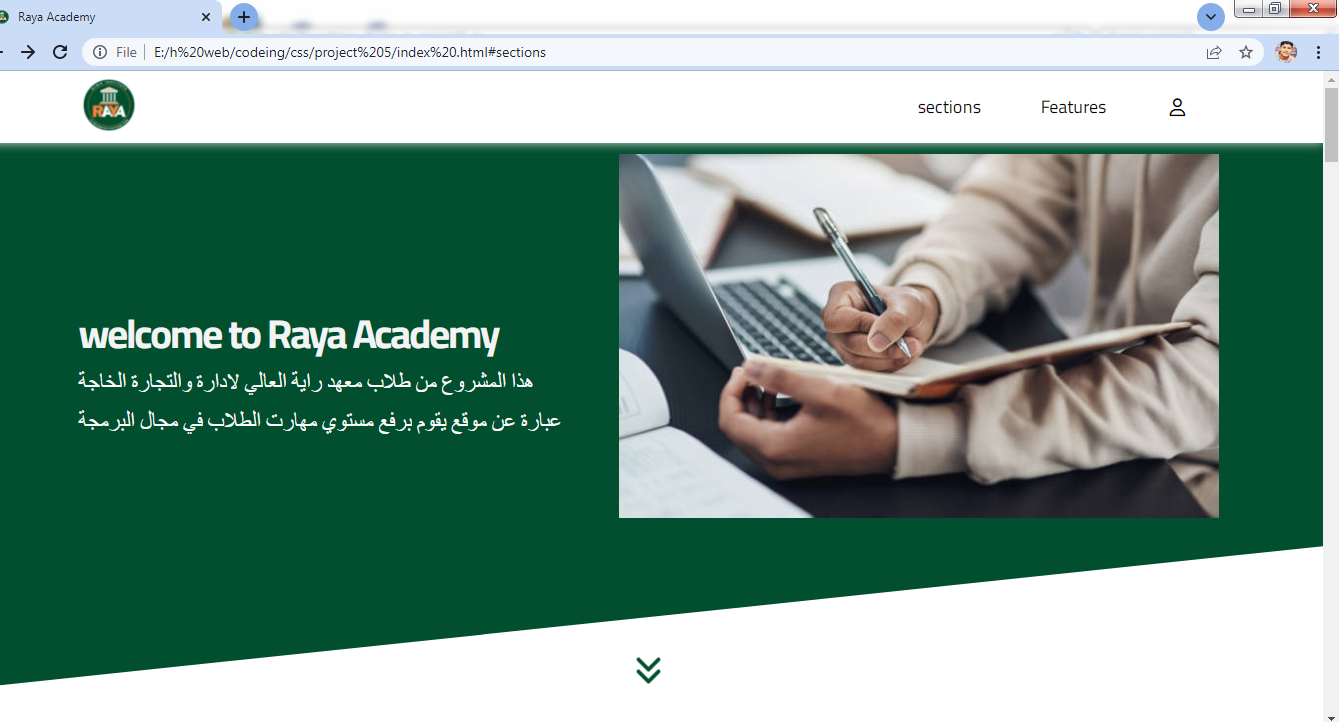 Raya Academy
File
E:/h%20web/codeing/css/project%205/index%20.html#sections
RAYA
sections
Features
welcome to Raya Academy
هذا المشروع من طلاب معهد راية العالي لادارة والتجارة الخاجة
عبارة عن موقع يقوم برفع مستوي مهارت الطلاب في مجال البرمجة